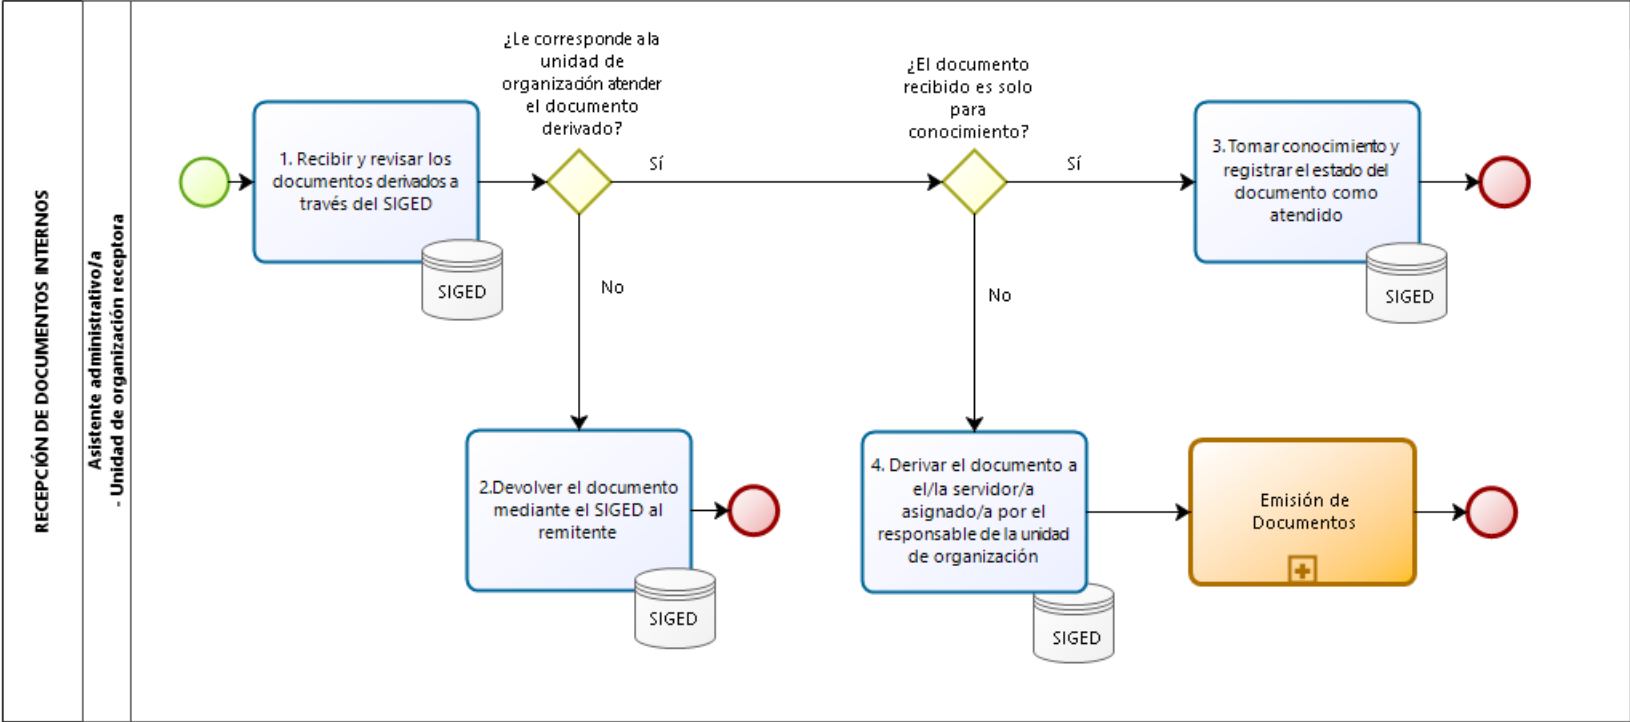 RECEPCIÓN DE DOCUMENTOS INTERNOS
Asistente administrativo/a
- Unidad de organización receptora
1. Recibir y revisar los
documentos derivados a
través del SIGED
SIGED
¿Le corresponde a la
unidad de
organización atender
el documento
derivado?
Sí
No
2.Devolver el documento
mediante el SIGED al
remitente
SIGED
¿El documento
recibido es solo
para
conocimiento?
Sí
No
3. Tomar conocimiento y
registrar el estado del
documento como
atendido
SIGED
4. Derivar el documento a
el/la servidor/a
asignado/a por el
responsable de la unidad
de organización
SIGED
Emisión de
Documentos